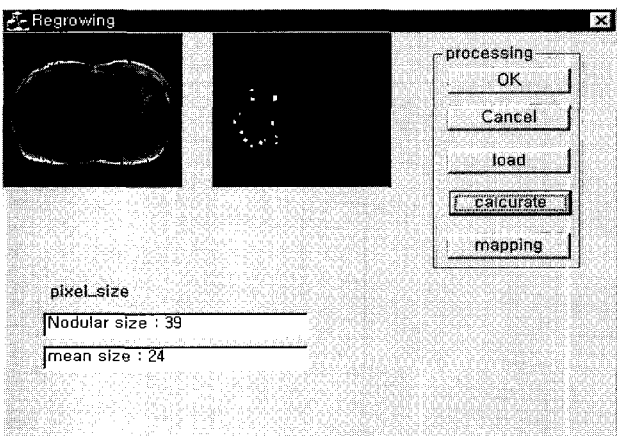 Regrowing
processing
OK
Cancel
load
calcurate
mapping
pixel_size
Nodular size : 39
mean size : 24